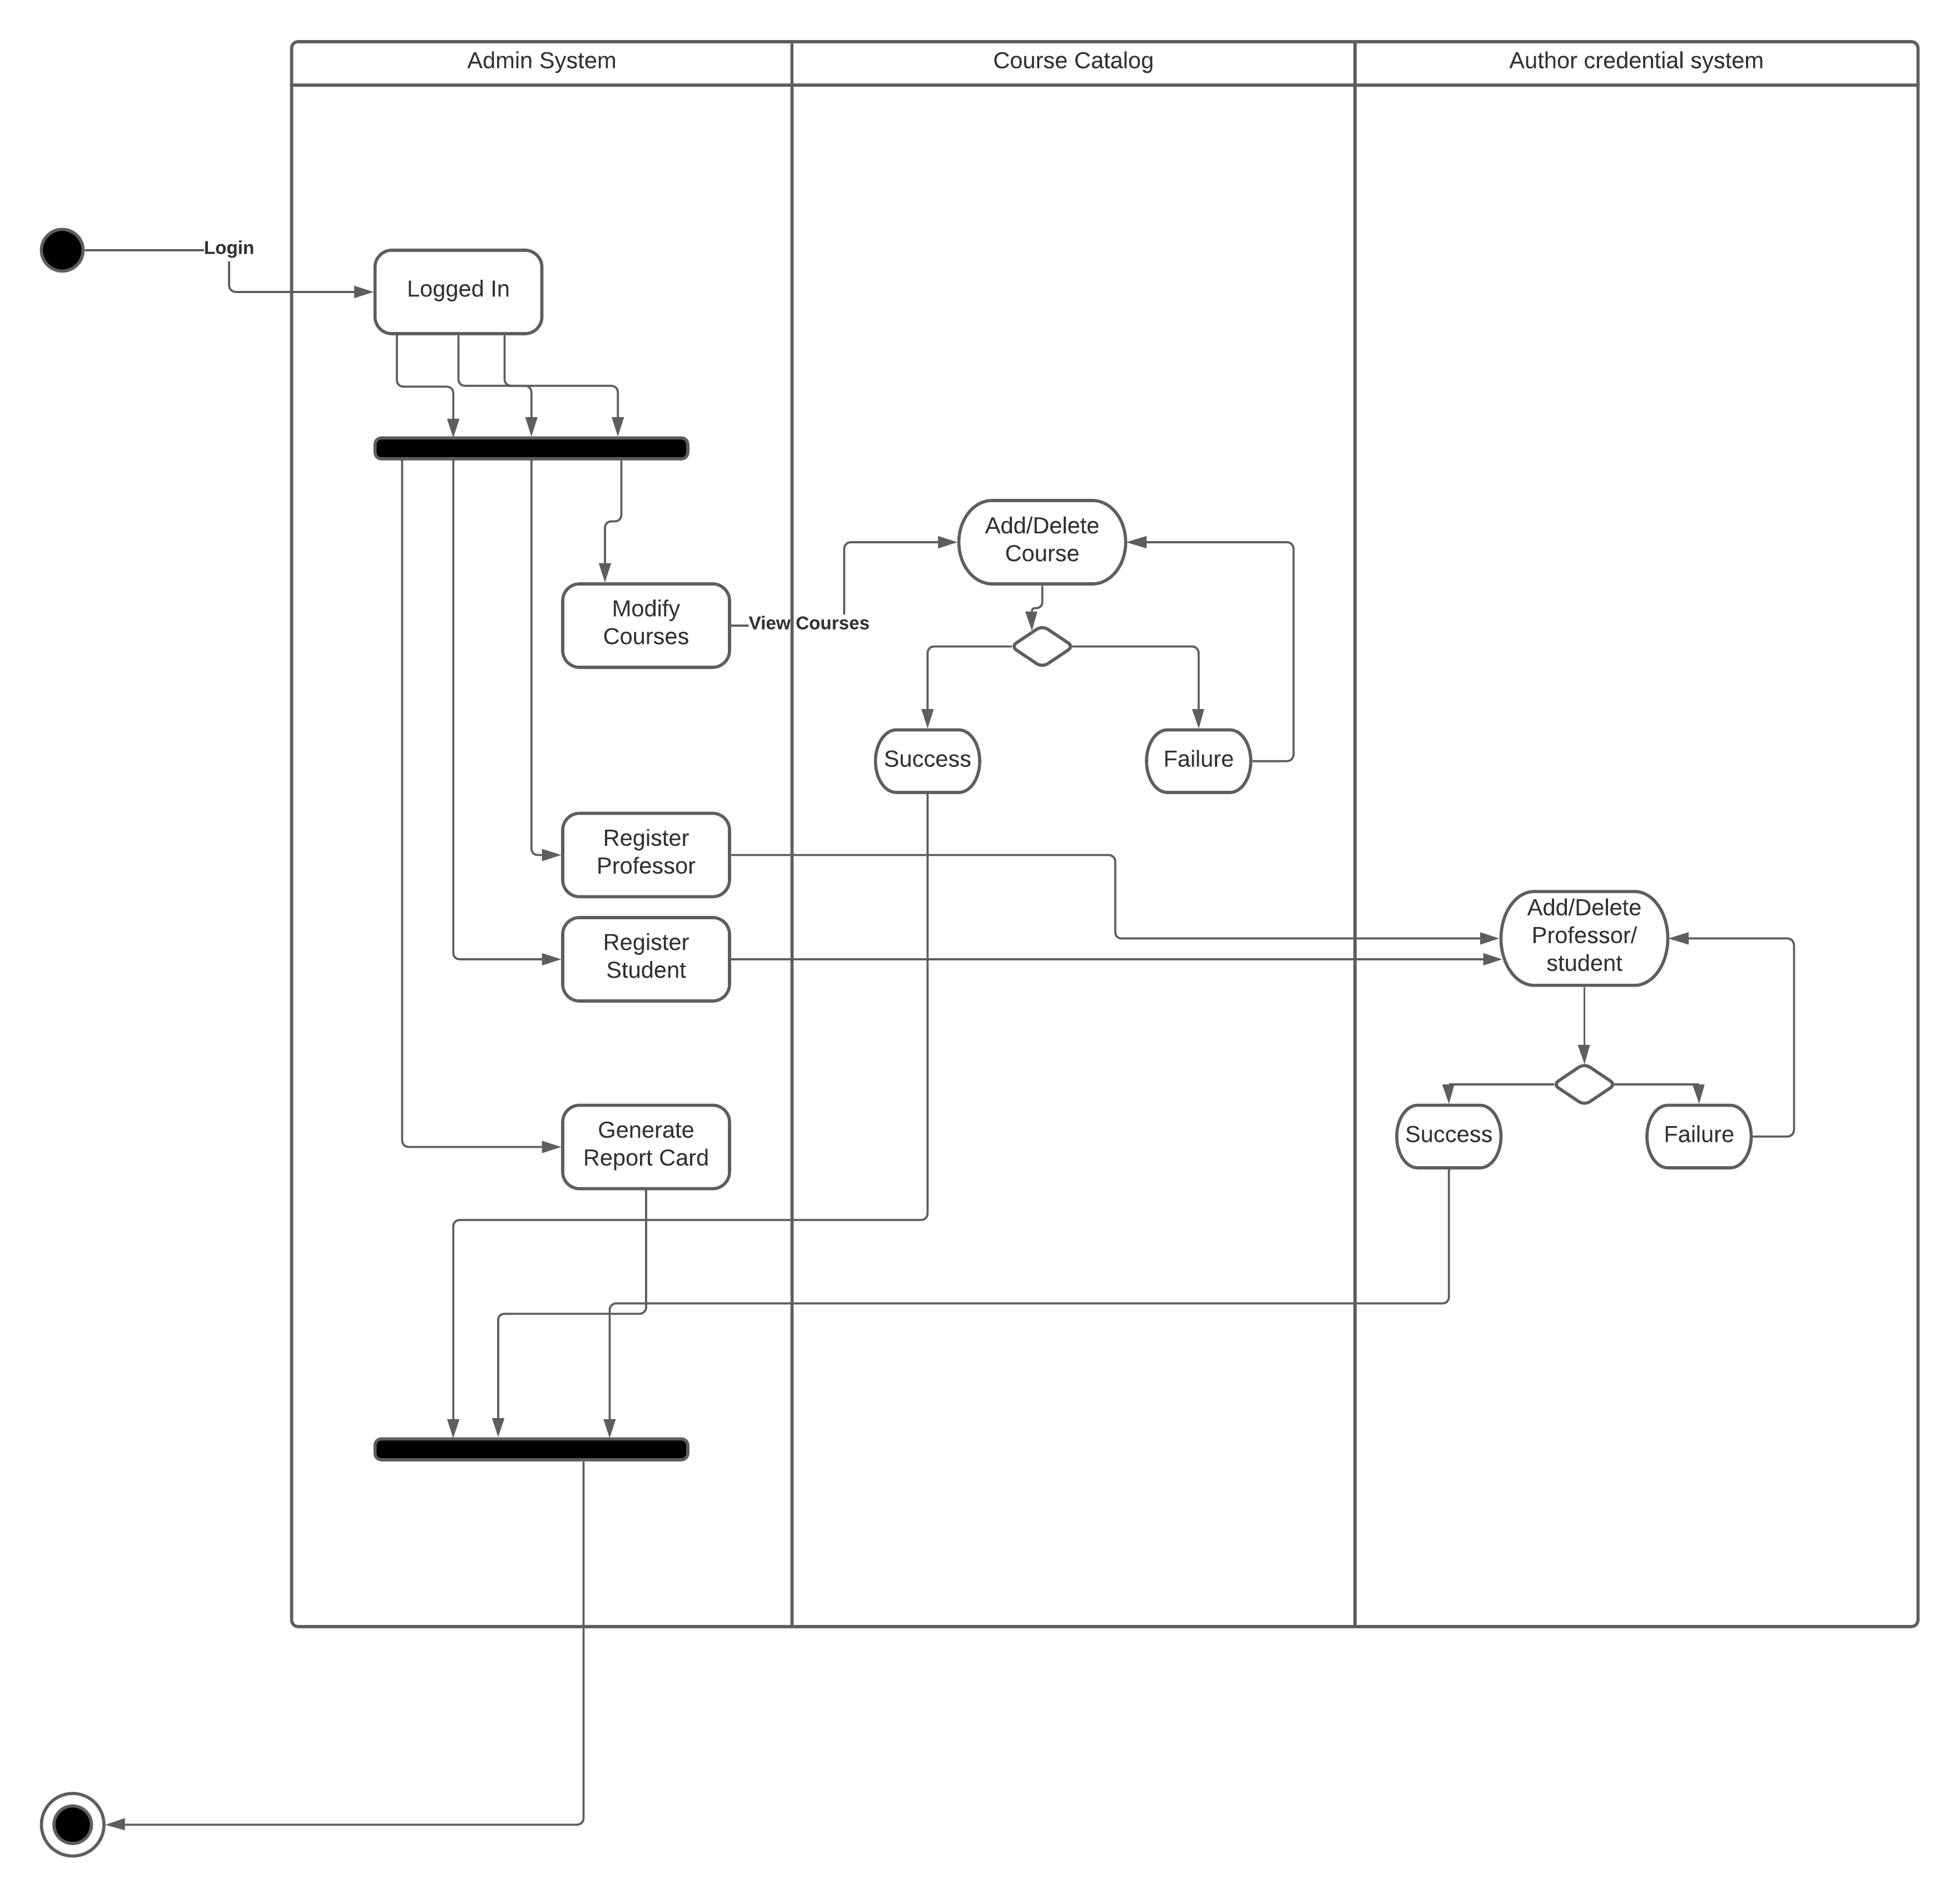 Admin System
Course Catalog
Author credential system
Login
Logged In
Add/Delete
Course
Modify
Courses
View Courses
Success
Failure
Register
Professor
Register
Student
Add/Delete
Professor/
student
Generate
Report Card
Success
Failure